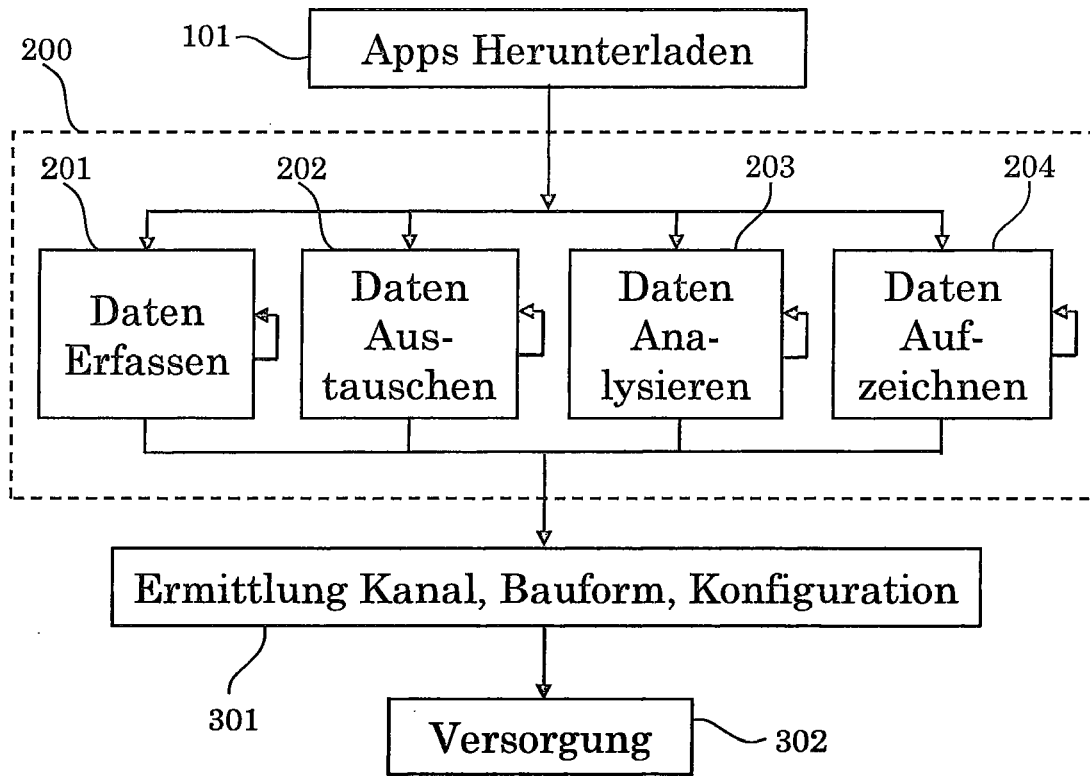 101
Apps Herunterladen
200
201
202
203
204
Daten
Erfassen
Daten
Aus-
tauschen
Daten
Ana-
lysieren
Daten
Auf-
zeichnen
Ermittlung Kanal, Bauform, Konfiguration
301
Versorgung
302